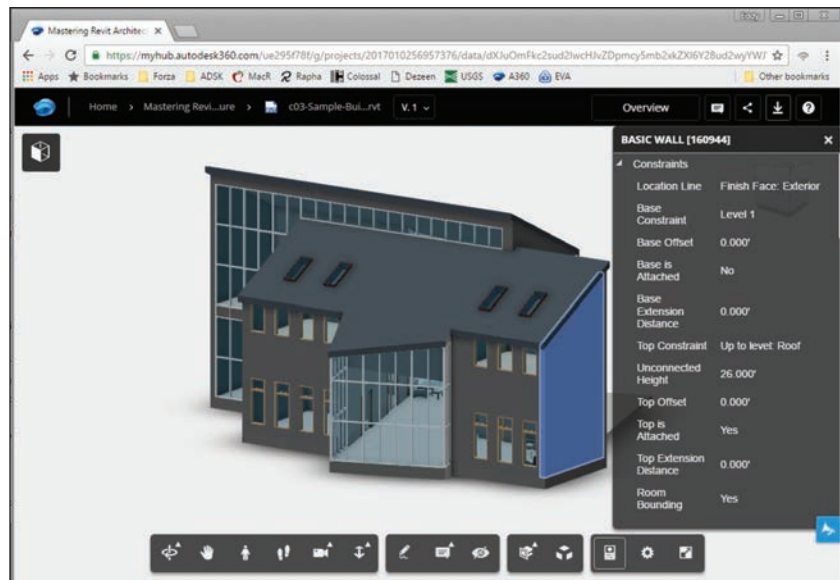 Eazy
Mastering Revit Architec
https://myhub.autodesk360.com/ue295f78f/g/projects/2017010256957376/data/
Apps Bookmarks Forza ADSK MacR Rapha Colossal Dezeen USGS A360 EVA Other bookmarks
Home > Mastering Revi...ure > c03-Sample-Bui...rvt V. 1 Overview
BASIC WALL [160944]
Constraints
Location Line Finish Face: Exterior
Base Constraint Level 1
Base Offset 0.000'
Base is Attached No
Base Extension Distance 0.000'
Top Constraint Up to level: Roof
Unconnected Height 26.000'
Top Offset 0.000'
Top is Attached Yes
Top Extension Distance 0.000'
Room Bounding Yes